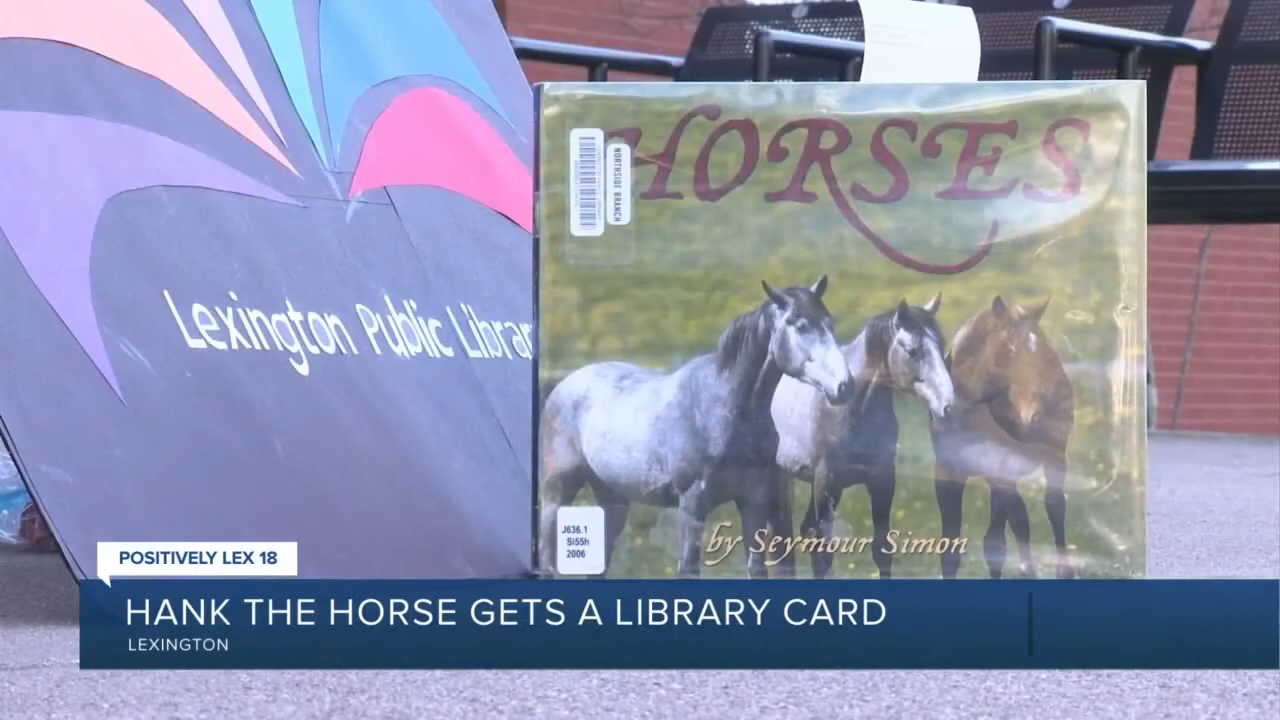 HORSES
NORTHSIDE BRANCH
Lexington Public Librar
J636.1
Si55h
2006
by Seymour Simon
POSITIVELY LEX 18
HANK THE HORSE GETS A LIBRARY CARD
LEXINGTON